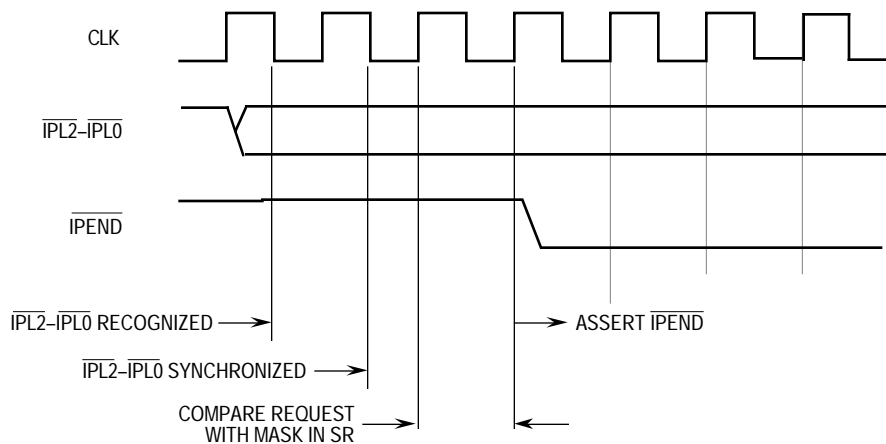 CLK
IPL2–IPL0
IPEND
IPL2–IPL0 RECOGNIZED
ASSERT IPEND
IPL2–IPL0 SYNCHRONIZED
COMPARE REQUEST
WITH MASK IN SR